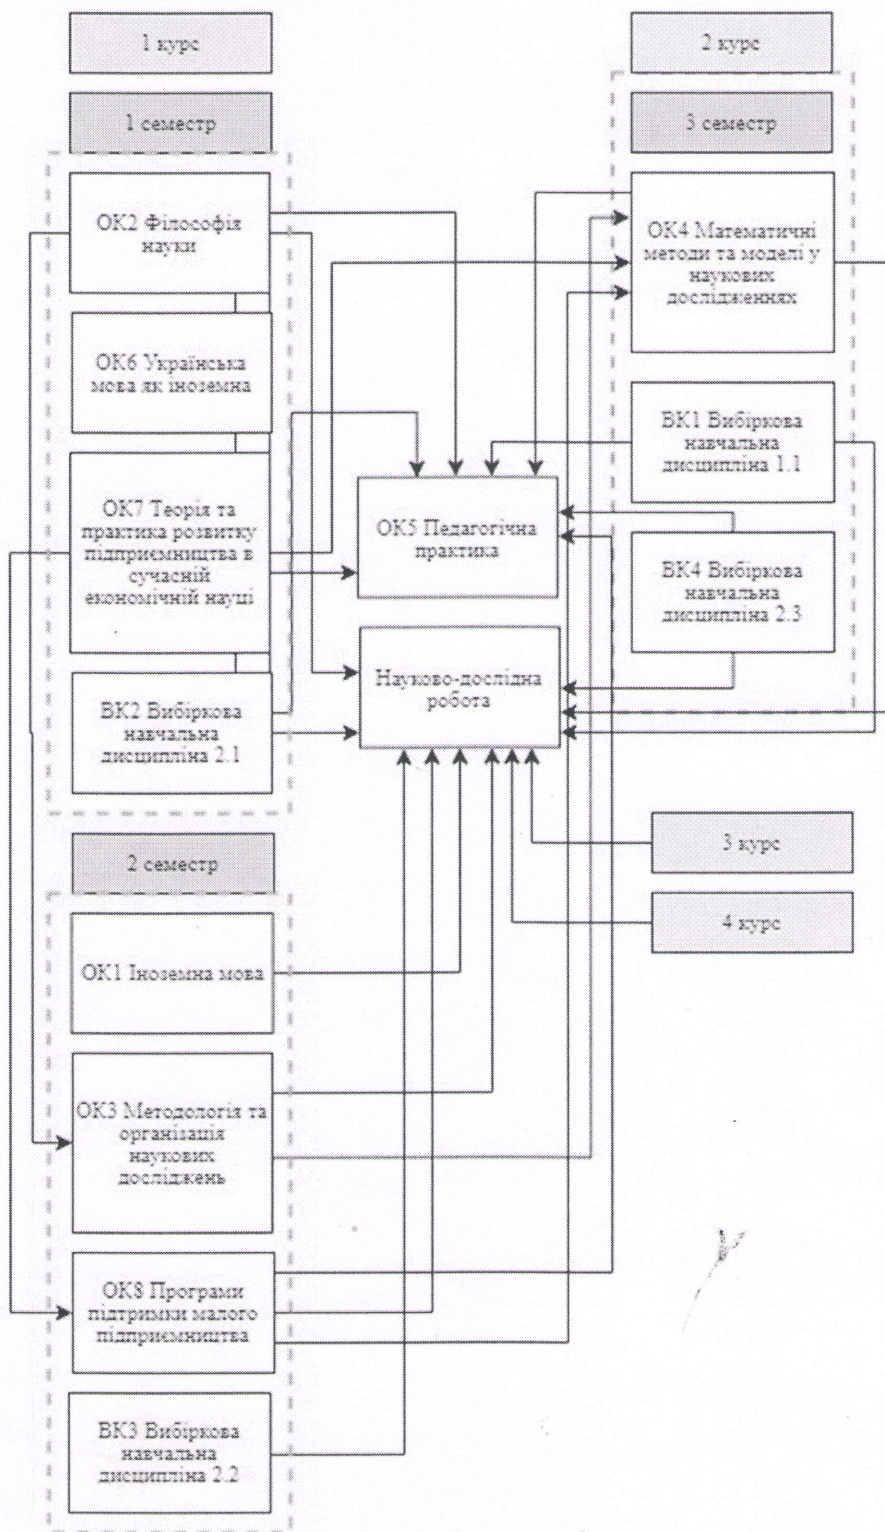 1 курс
1 семестр
ОК2 Філософія
науки
ОК6 Українська
мова як іноземна
ОК7 Теорія та
практика розвитку
підприємництва в
сучасній
економічній науці
ВК2 Вибіркова
навчальна
дисципліна 2.1
2 семестр
ОК1 Іноземна мова
ОК3 Методологія та
організація
наукових
досліджень
ОК8 Програми
підтримки малого
підприємництва
ВК3 Вибіркова
навчальна
дисципліна 2.2
ОК5 Педагогічна
практика
Науково-дослідна
робота
2 курс
3 семестр
ОК4 Математичні
методи та моделі у
наукових
дослідженнях
ВК1 Вибіркова
навчальна
дисципліна 1.1
ВК4 Вибіркова
навчальна
дисципліна 2.3
3 курс
4 курс